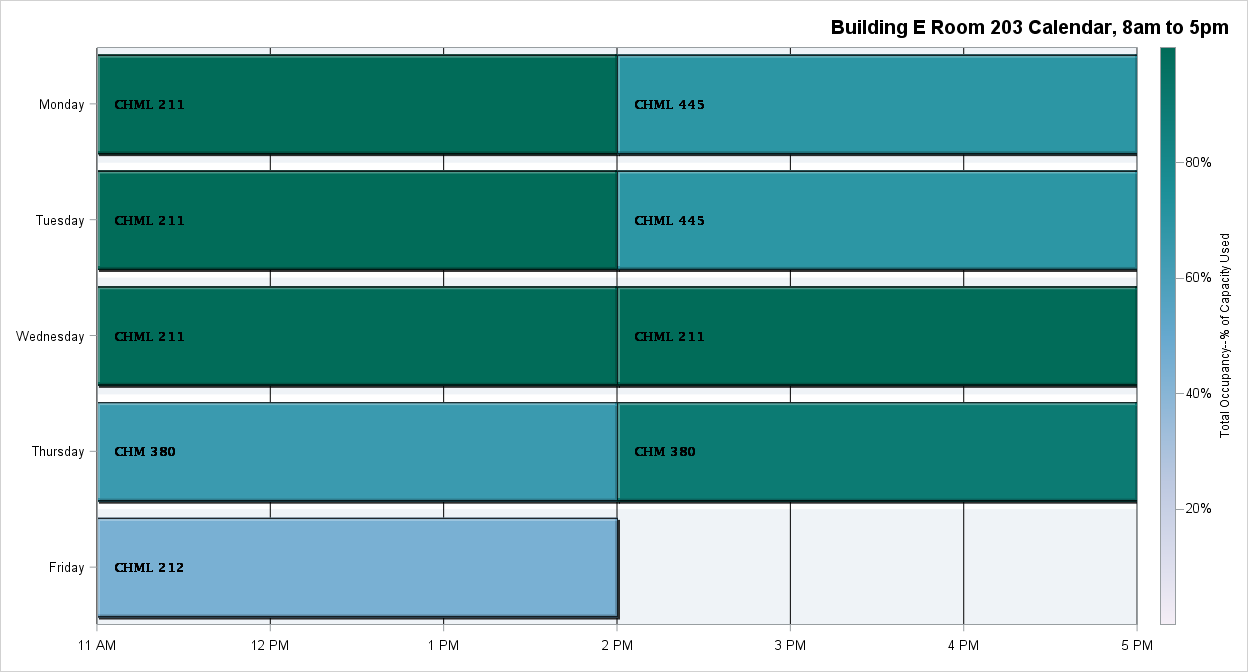 Building E Room 203 Calendar, 8am to 5pm
Monday
CHML 211
CHML 445
Tuesday
CHML 211
CHML 445
Wednesday
CHML 211
CHML 211
Thursday
CHM 380
CHM 380
Friday
CHML 212
11 AM
12 PM
1 PM
2 PM
3 PM
4 PM
5 PM
80%
60%
40%
20%
Total Occupancy--% of Capacity Used